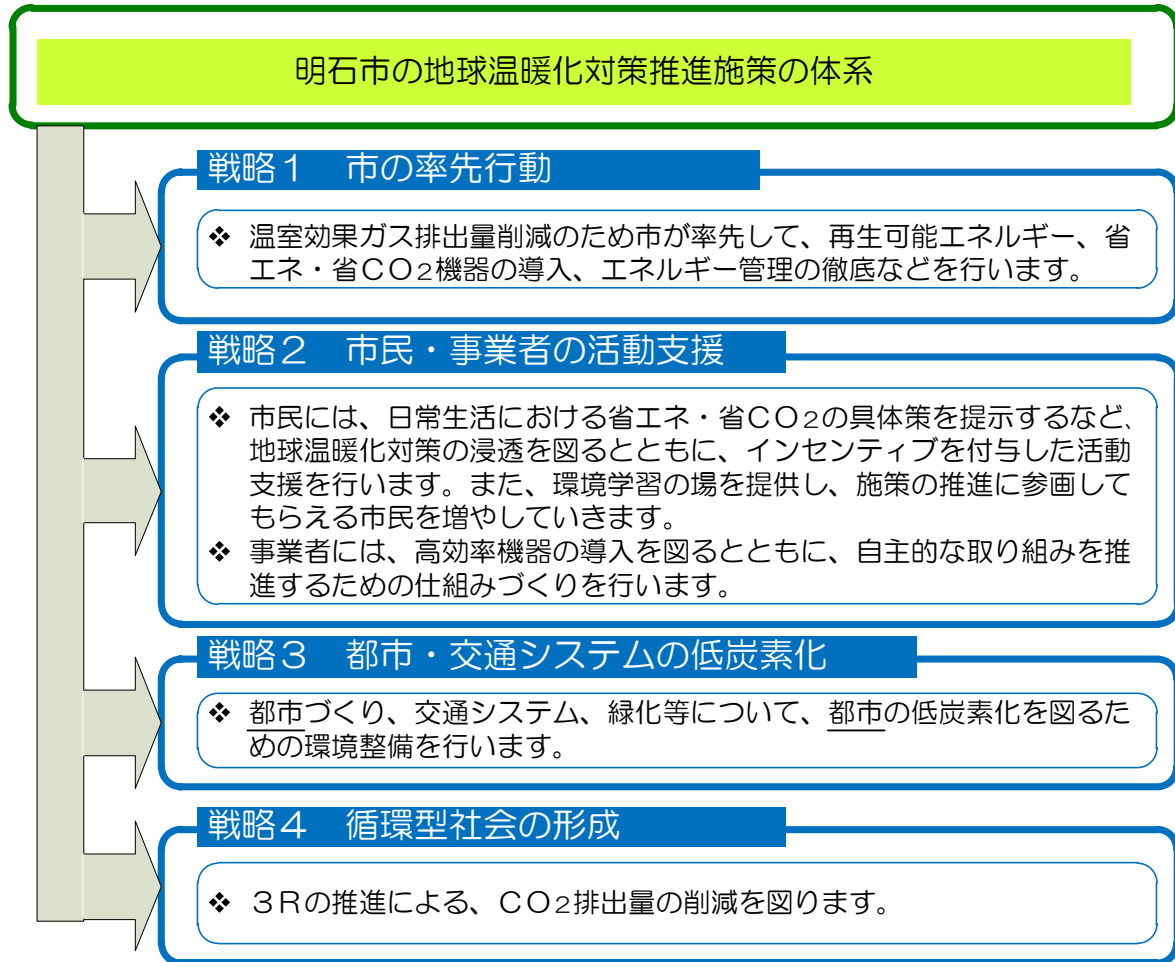 明石市の地球温暖化対策推進施策の体系
戦略１　市の率先行動
❖ 温室効果ガス排出量削減のため市が率先して、再生可能エネルギー、省
エネ・省ＣＯ２機器の導入、エネルギー管理の徹底などを行います。
戦略２　市民・事業者の活動支援
❖ 市民には、日常生活における省エネ・省ＣＯ２の具体策を提示するなど、
地球温暖化対策の浸透を図るとともに、インセンティブを付与した活動
支援を行います。また、環境学習の場を提供し、施策の推進に参画して
もらえる市民を増やしていきます。
❖ 事業者には、高効率機器の導入を図るとともに、自主的な取り組みを推
進するための仕組みづくりを行います。
戦略３　都市・交通システムの低炭素化
❖ 都市づくり、交通システム、緑化等について、都市の低炭素化を図るた
めの環境整備を行います。
戦略４　循環型社会の形成
❖ ３Ｒの推進による、ＣＯ２排出量の削減を図ります。